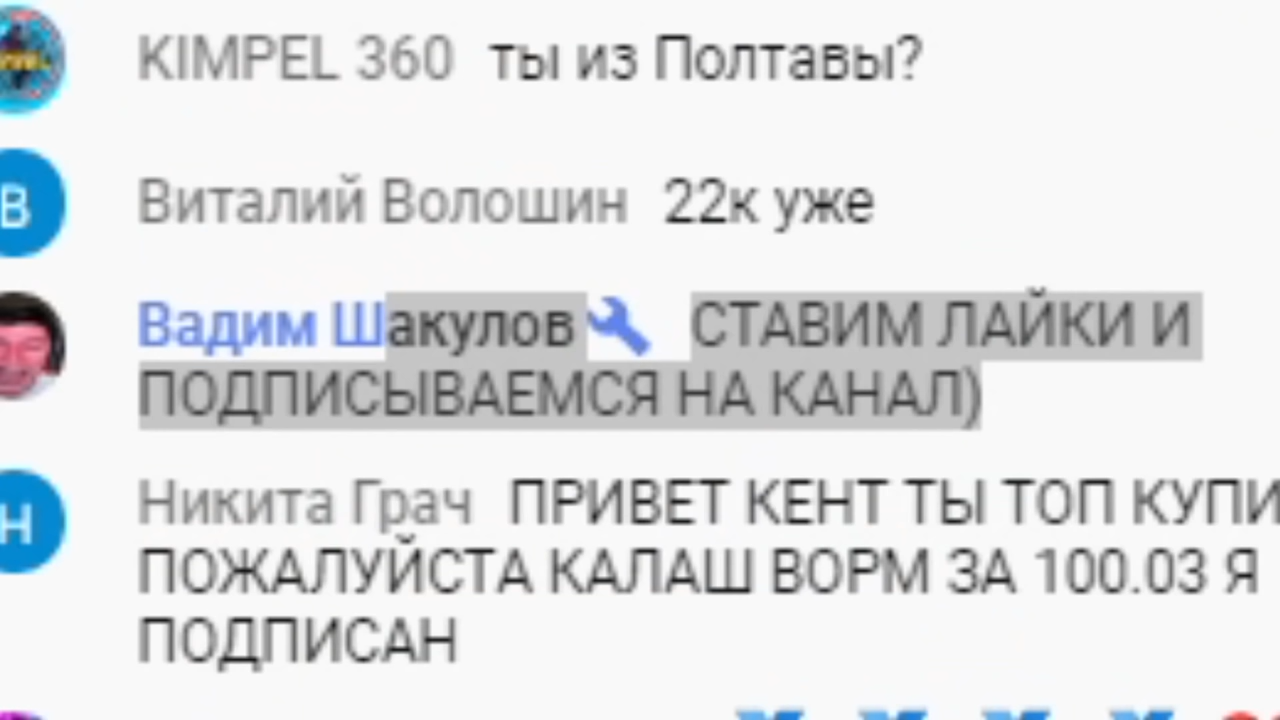 KIMPEL 360 ты из Полтавы?
В
Виталий Волошин 22к уже
Вадим Шакулов СТАВИМ ЛАЙКИ И
ПОДПИСЫВАЕМСЯ НА КАНАЛ)
Н
Никита Грач ПРИВЕТ КЕНТ ТЫ ТОП КУПИ
ПОЖАЛУЙСТА КАЛАШ ВОРМ ЗА 100.03 Я
ПОДПИСАН